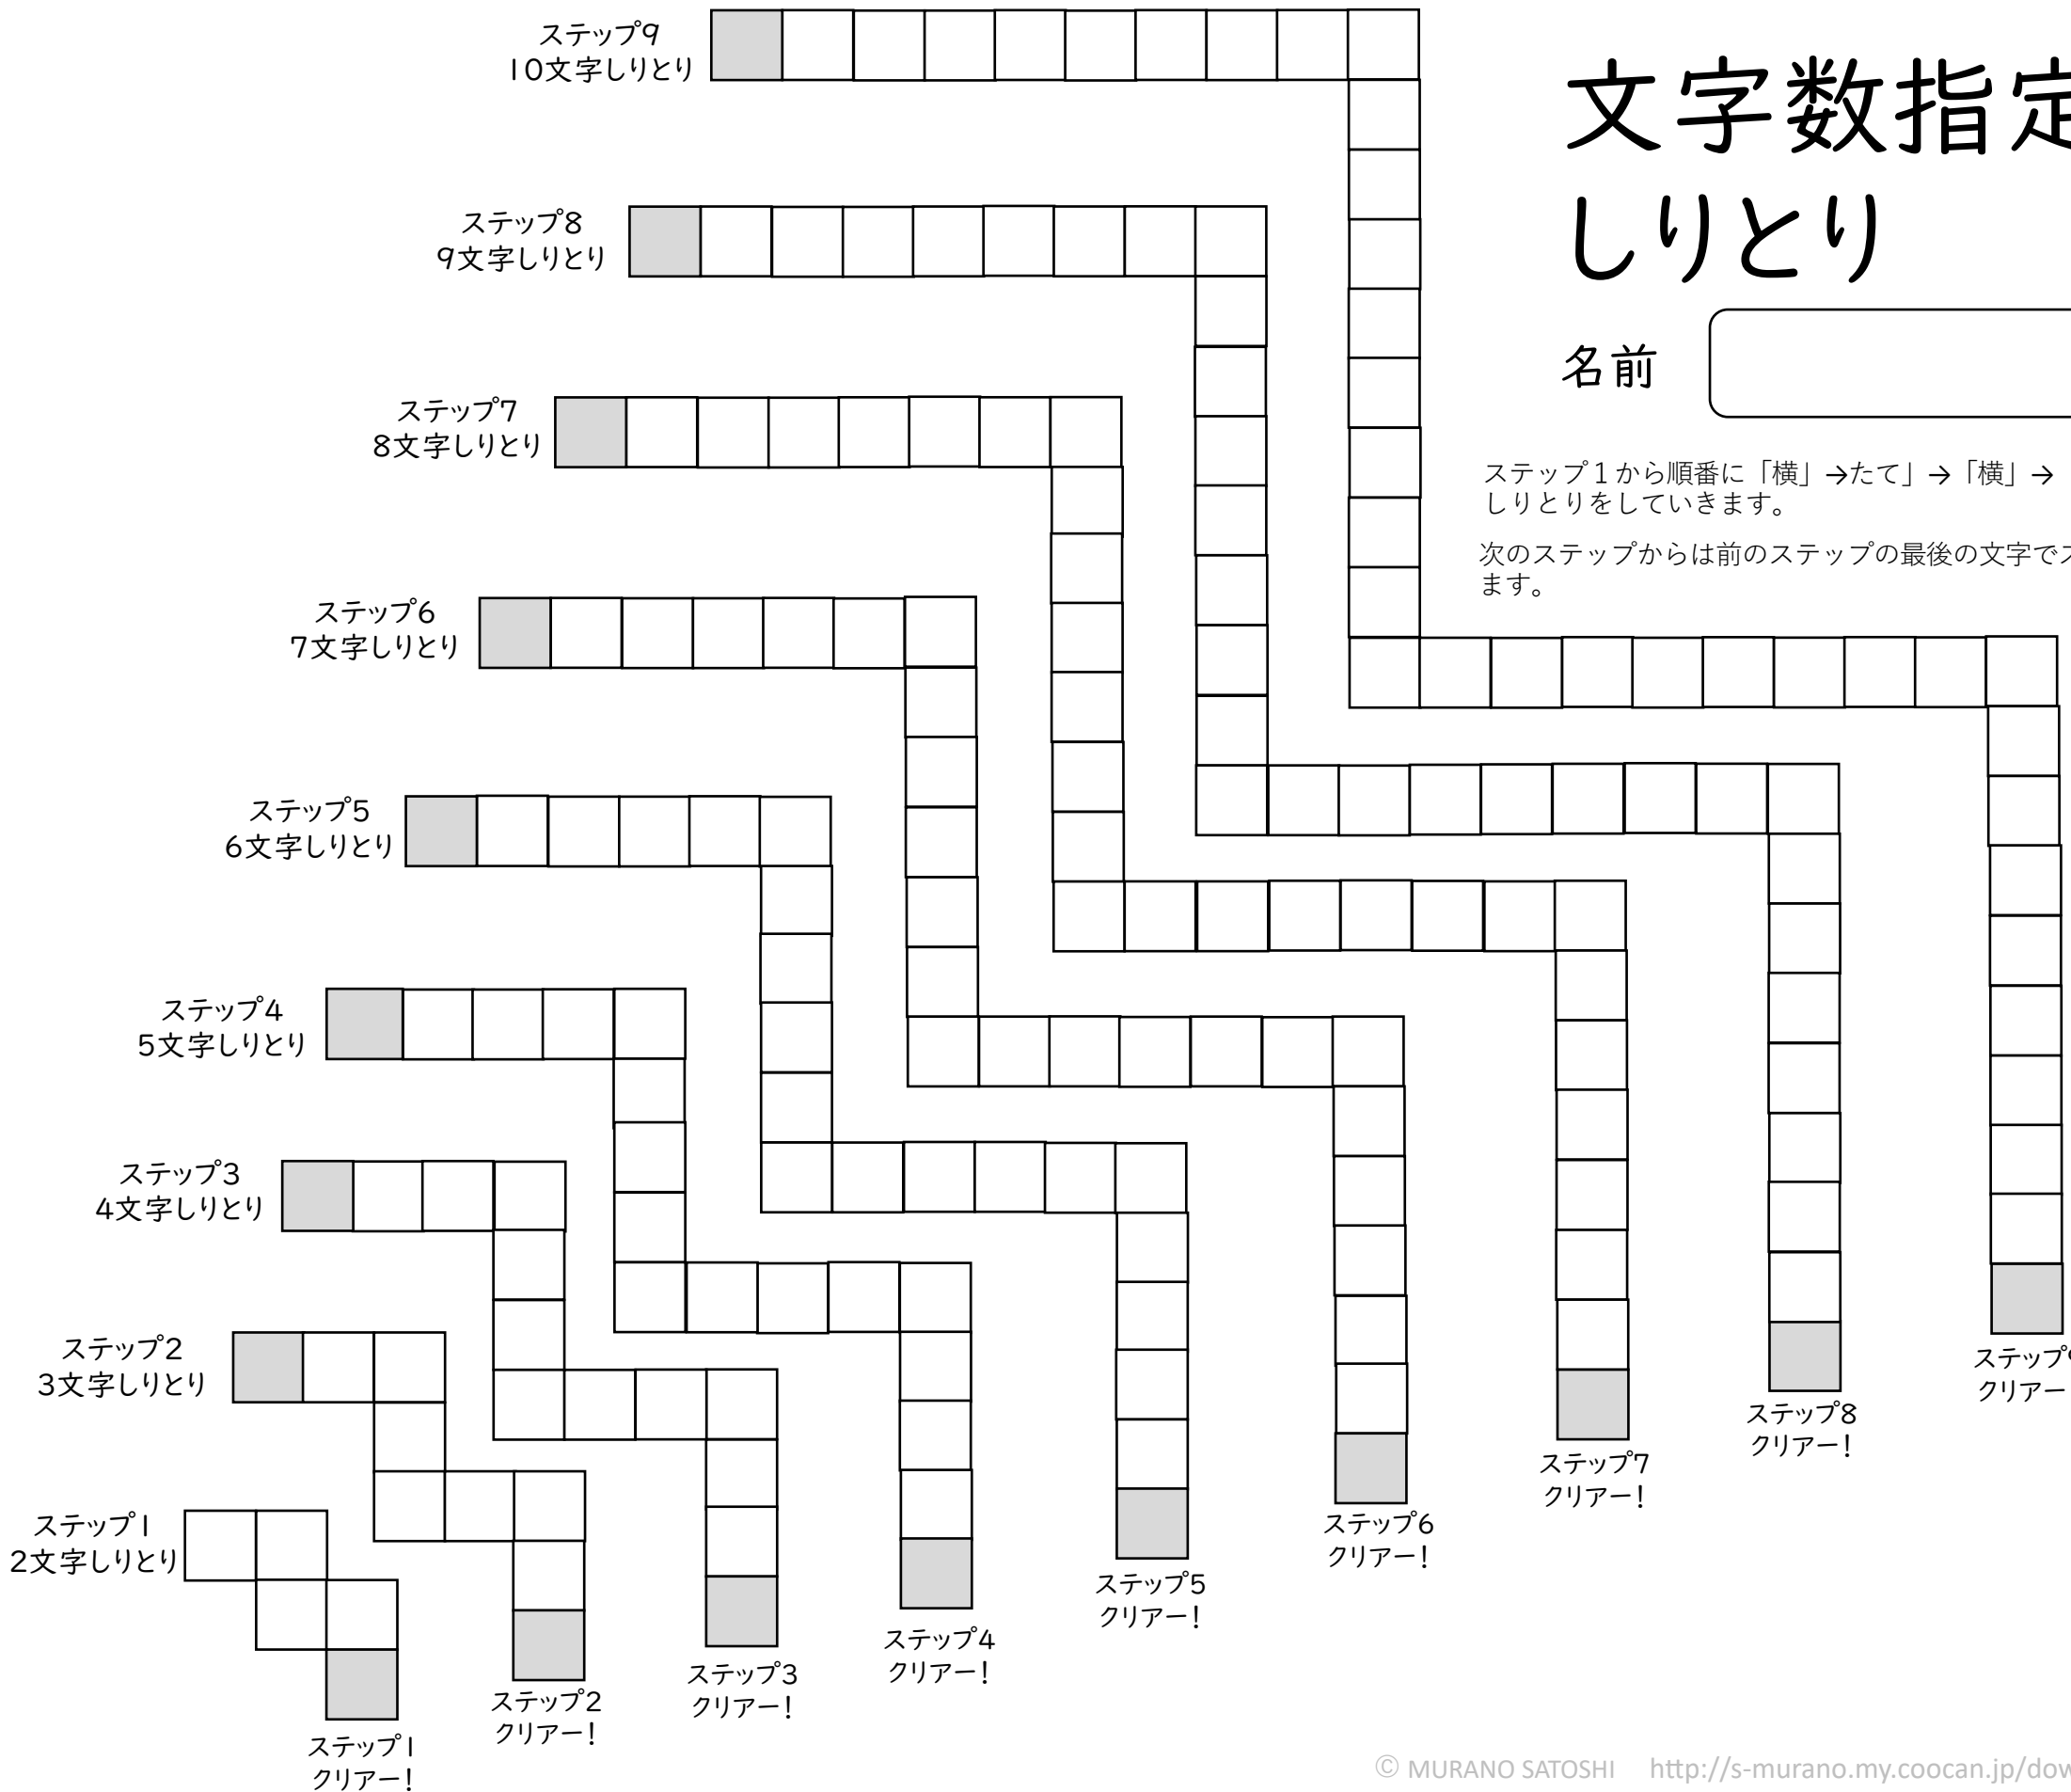 文字数指定
しりとり
名前
ステップ１から順番に「横」→たて」→「横」→
しりとりをしていきます。
次のステップからは前のステップの最後の文字でス
ます。
ステップ9
10文字しりとり
ステップ8
9文字しりとり
ステップ7
8文字しりとり
ステップ6
7文字しりとり
ステップ5
6文字しりとり
ステップ4
5文字しりとり
ステップ3
4文字しりとり
ステップ2
3文字しりとり
ステップ1
2文字しりとり
ステップ1
クリアー！
ステップ2
クリアー！
ステップ3
クリアー！
ステップ4
クリアー！
ステップ5
クリアー！
ステップ6
クリアー！
ステップ7
クリアー！
ステップ8
クリアー！
ステップ9
クリアー
© MURANO SATOSHI http://s-murano.my.coocan.jp/dow